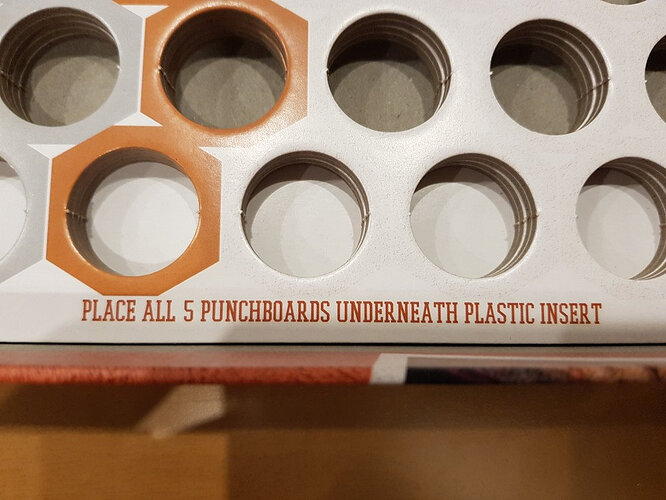 PLACE ALL 5 PUNCHBOARDS UNDERNEATH PLASTIC INSERT